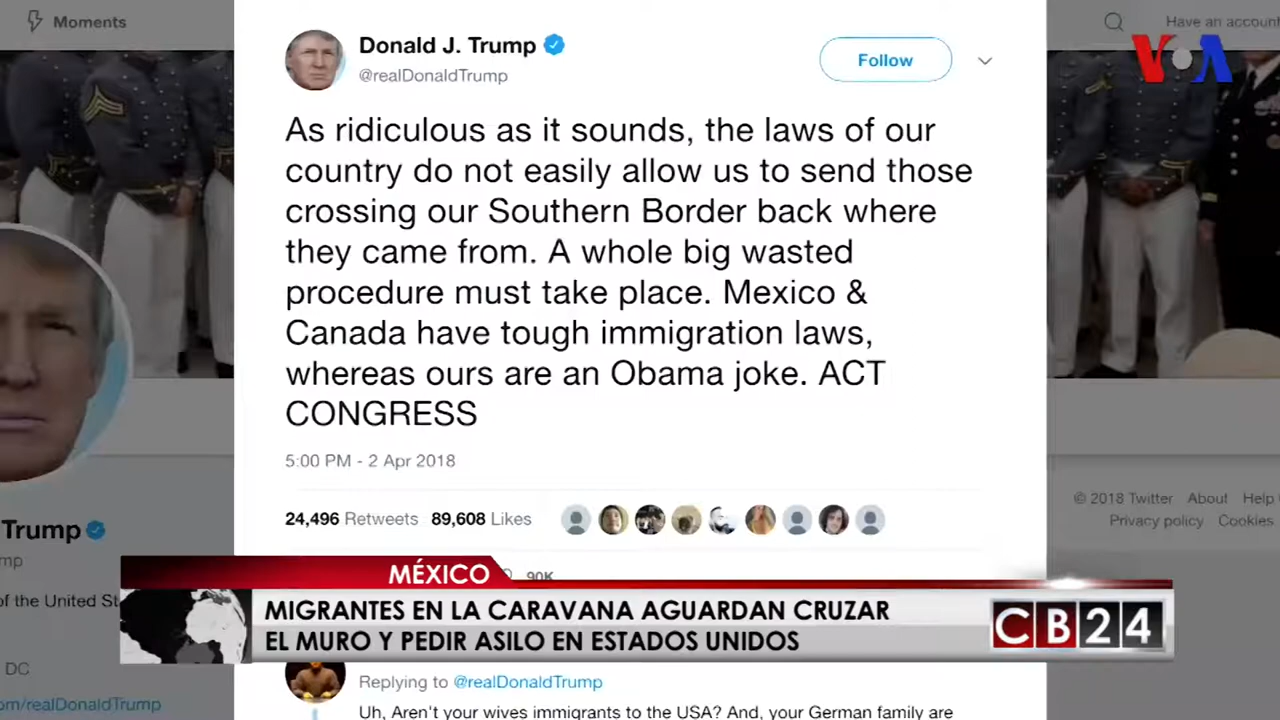 Moments
Have an account
VOA
Donald J. Trump
@realDonaldTrump
Follow
As ridiculous as it sounds, the laws of our
country do not easily allow us to send those
crossing our Southern Border back where
they came from. A whole big wasted
procedure must take place. Mexico &
Canada have tough immigration laws,
whereas ours are an Obama joke. ACT
CONGRESS
5:00 PM - 2 Apr 2018
24,496 Retweets 89,608 Likes
90K
© 2018 Twitter About Help
Privacy policy Cookies
Trump
mp
of the United St
DC
om/realDonaldTrump
MÉXICO
MIGRANTES EN LA CARAVANA AGUARDAN CRUZAR
EL MURO Y PEDIR ASILO EN ESTADOS UNIDOS
CB24
Replying to @realDonaldTrump
Uh, Aren't your wives immigrants to the USA? And, your German family are